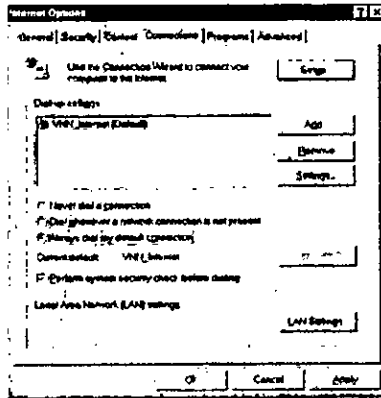 Internet Options
General Security Content Connections Programs Advanced
Use the Connection Wizard to connect your
computer to the Internet.
Setup
Dial-up settings
VNN_Internet (Default)
Add
Remove
Settings...
Never dial a connection
Dial whenever a network connection is not present
Always dial my default connection
Current default: VNN_Internet
Perform system security check before dialing
Local Area Network (LAN) settings
LAN Settings
OK Cancel Apply